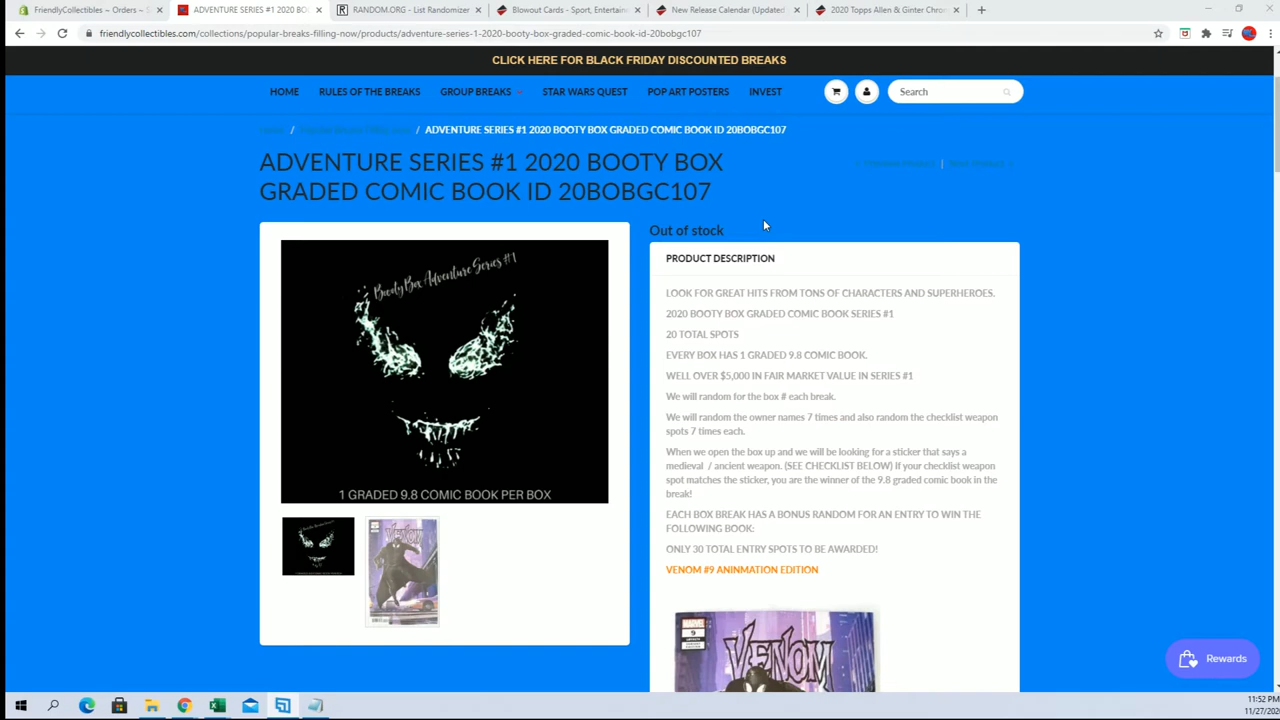 FriendlyCollectibles ~ Orders ~ S
ADVENTURE SERIES #1 2020 BO
RANDOM.ORG - List Randomizer
Blowout Cards - Sport, Entertain
New Release Calendar (Updated
2020 Topps Allen & Ginter Chro
friendlycollectibles.com/collections/popular-breaks-filling-now/products/adventure-series-1-2020-booty-box-graded-comic-book-id-20bobgc107
CLICK HERE FOR BLACK FRIDAY DISCOUNTED BREAKS
HOME RULES OF THE BREAKS GROUP BREAKS STAR WARS QUEST POP ART POSTERS INVEST Search
/ / ADVENTURE SERIES #1 2020 BOOTY BOX GRADED COMIC BOOK ID 20BOBGC107
ADVENTURE SERIES #1 2020 BOOTY BOX
GRADED COMIC BOOK ID 20BOBGC107
Booty Box Adventure Series #1
1 GRADED 9.8 COMIC BOOK PER BOX
VENOM
Out of stock
PRODUCT DESCRIPTION
LOOK FOR GREAT HITS FROM TONS OF CHARACTERS AND SUPERHEROES.
2020 BOOTY BOX GRADED COMIC BOOK SERIES #1
20 TOTAL SPOTS
EVERY BOX HAS 1 GRADED 9.8 COMIC BOOK.
WELL OVER $5,000 IN FAIR MARKET VALUE IN SERIES #1
We will random for the box # each break.
We will random the owner names 7 times and also random the checklist weapon
spots 7 times each.
When we open the box up and we will be looking for a sticker that says a
medieval / ancient weapon. (SEE CHECKLIST BELOW) If your checklist weapon
spot matches the sticker, you are the winner of the 9.8 graded comic book in the
break!
EACH BOX BREAK HAS A BONUS RANDOM FOR AN ENTRY TO WIN THE
FOLLOWING BOOK:
ONLY 30 TOTAL ENTRY SPOTS TO BE AWARDED!
VENOM #9 ANINMATION EDITION
MARVEL
9
VENOM
Rewards
11:52 PM
11/27/202